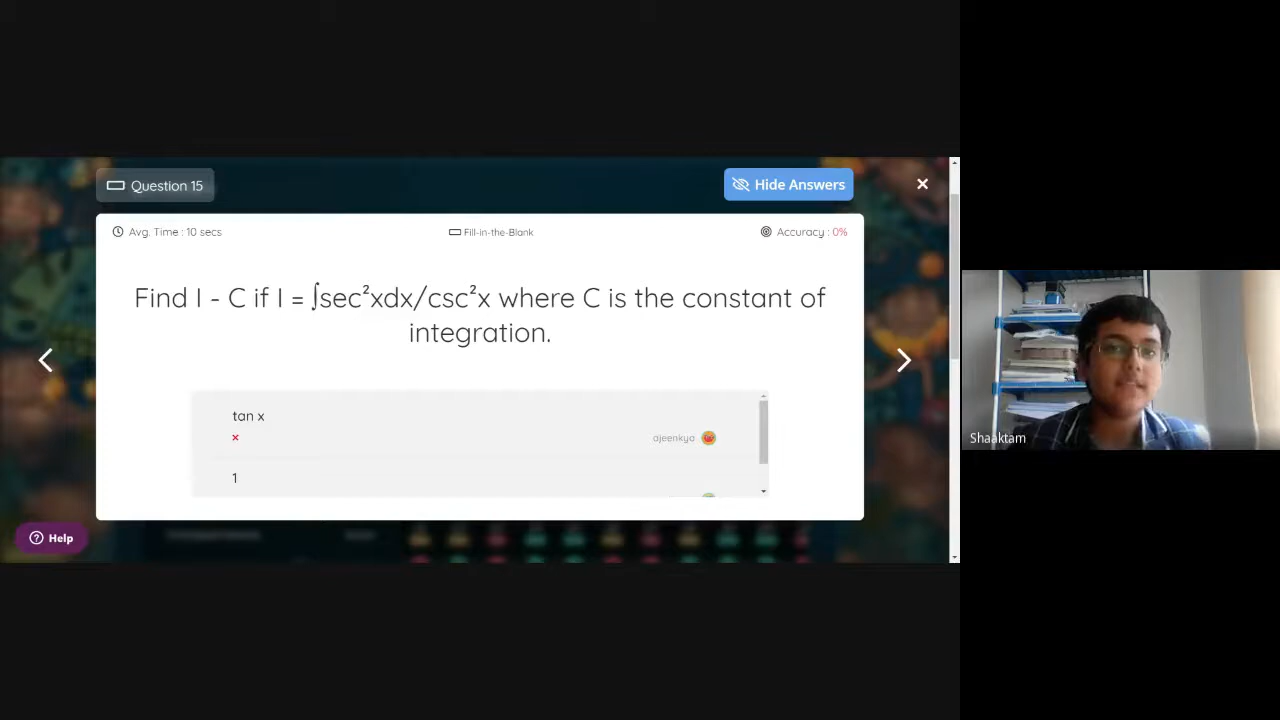 Question 15
Hide Answers
Avg. Time : 10 secs
Fill-in-the-Blank
Accuracy : 0%
Find I - C if I = ∫sec²xdx/csc²x where C is the constant of
integration.
tan x
ajeenkya
1
Help
Shaaktam